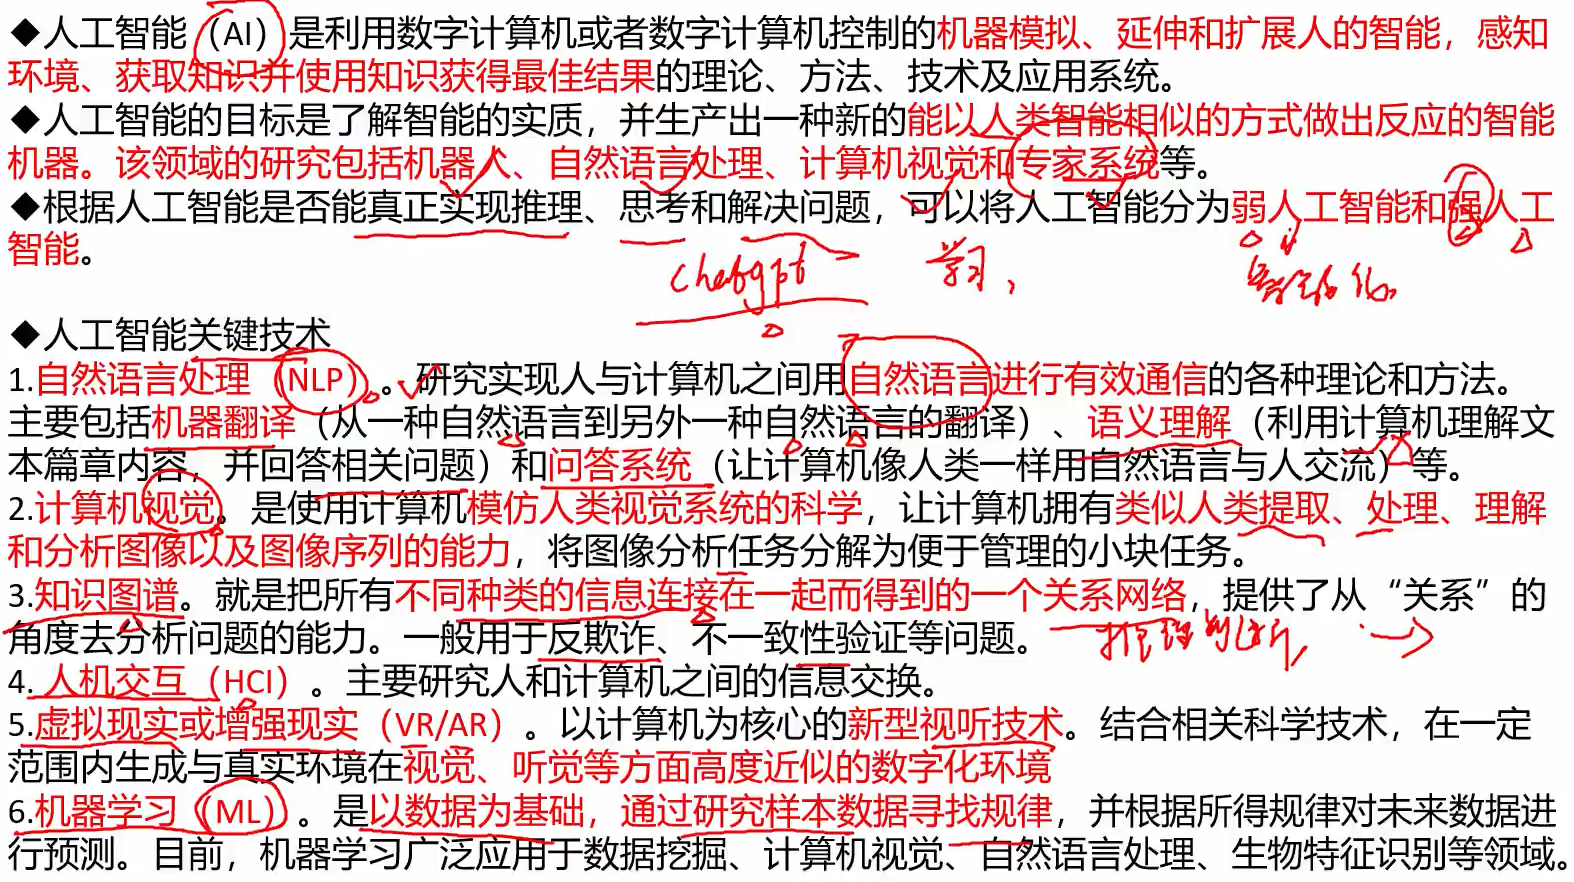 ◆人工智能（AI）是利用数字计算机或者数字计算机控制的机器模拟、延伸和扩展人的智能，感知
环境、获取知识并使用知识获得最佳结果的理论、方法、技术及应用系统。
◆人工智能的目标是了解智能的实质，并生产出一种新的能以人类智能相似的方式做出反应的智能
机器。该领域的研究包括机器人、自然语言处理、计算机视觉和专家系统等。
◆根据人工智能是否能真正实现推理、思考和解决问题，可以将人工智能分为弱人工智能和强人工
智能。
Chatgpt 学习，
◆人工智能关键技术
1.自然语言处理（NLP）。研究实现人与计算机之间用自然语言进行有效通信的各种理论和方法。
主要包括机器翻译（从一种自然语言到另外一种自然语言的翻译）、语义理解（利用计算机理解文
本篇章内容，并回答相关问题）和问答系统（让计算机像人类一样用自然语言与人交流）等。
2.计算机视觉。是使用计算机模仿人类视觉系统的科学，让计算机拥有类似人类提取、处理、理解
和分析图像以及图像序列的能力，将图像分析任务分解为便于管理的小块任务。
3.知识图谱。就是把所有不同种类的信息连接在一起而得到的一个关系网络，提供了从“关系”的
角度去分析问题的能力。一般用于反欺诈、不一致性验证等问题。
推理判断，
4.人机交互（HCI）。主要研究人和计算机之间的信息交换。
5.虚拟现实或增强现实（VR/AR）。以计算机为核心的新型视听技术。结合相关科学技术，在一定
范围内生成与真实环境在视觉、听觉等方面高度近似的数字化环境
6.机器学习（ML）。是以数据为基础，通过研究样本数据寻找规律，并根据所得规律对未来数据进
行预测。目前，机器学习广泛应用于数据挖掘、计算机视觉、自然语言处理、生物特征识别等领域。